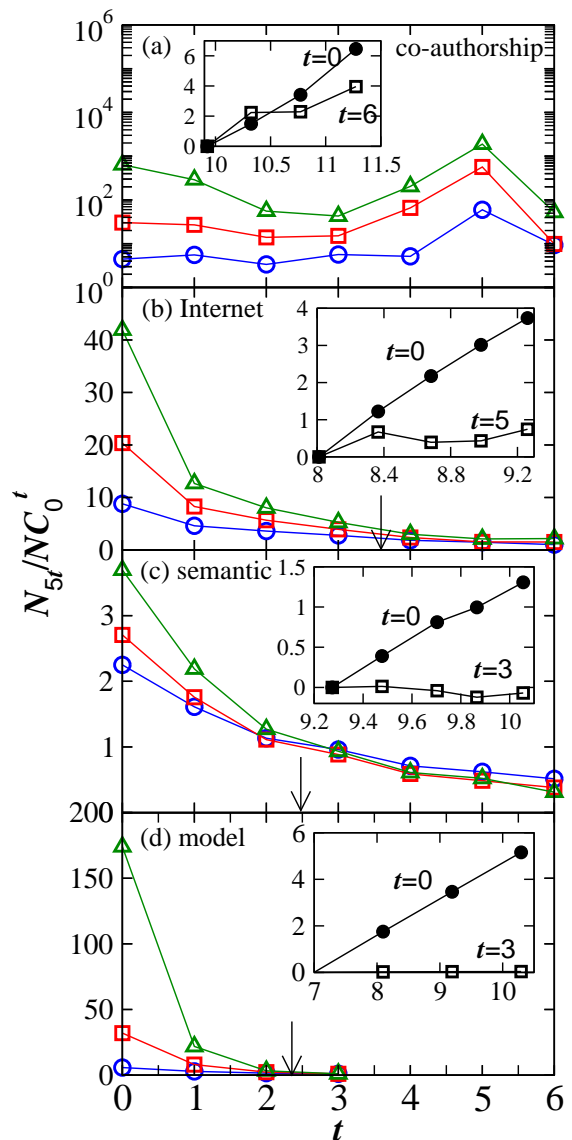 (a)
co-authorship
10^6
10^4
10^2
10^0
6
4
2
0
t=0
t=6
10 10.5 11 11.5
(b) Internet
40
30
20
10
0
4
3
2
1
0
t=0
t=5
8 8.4 8.8 9.2
N_{5t}/NC_0^t
(c) semantic
3
2
1
1.5
1
0.5
0
t=0
t=3
9.2 9.4 9.6 9.8 10
(d) model
200
150
100
50
0
6
4
2
0
t=0
t=3
7 8 9 10
0 1 2 3 4 5 6
t